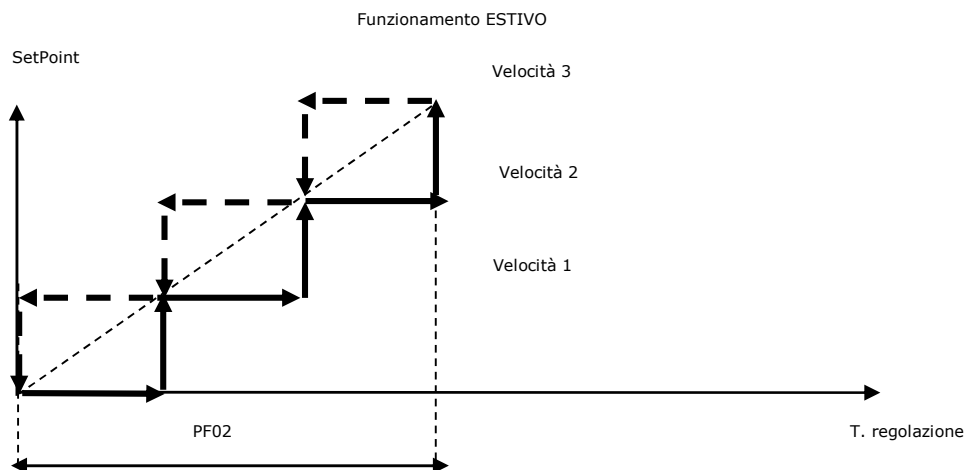 Funzionamento ESTIVO
SetPoint
Velocità 3
Velocità 2
Velocità 1
PF02
T. regolazione